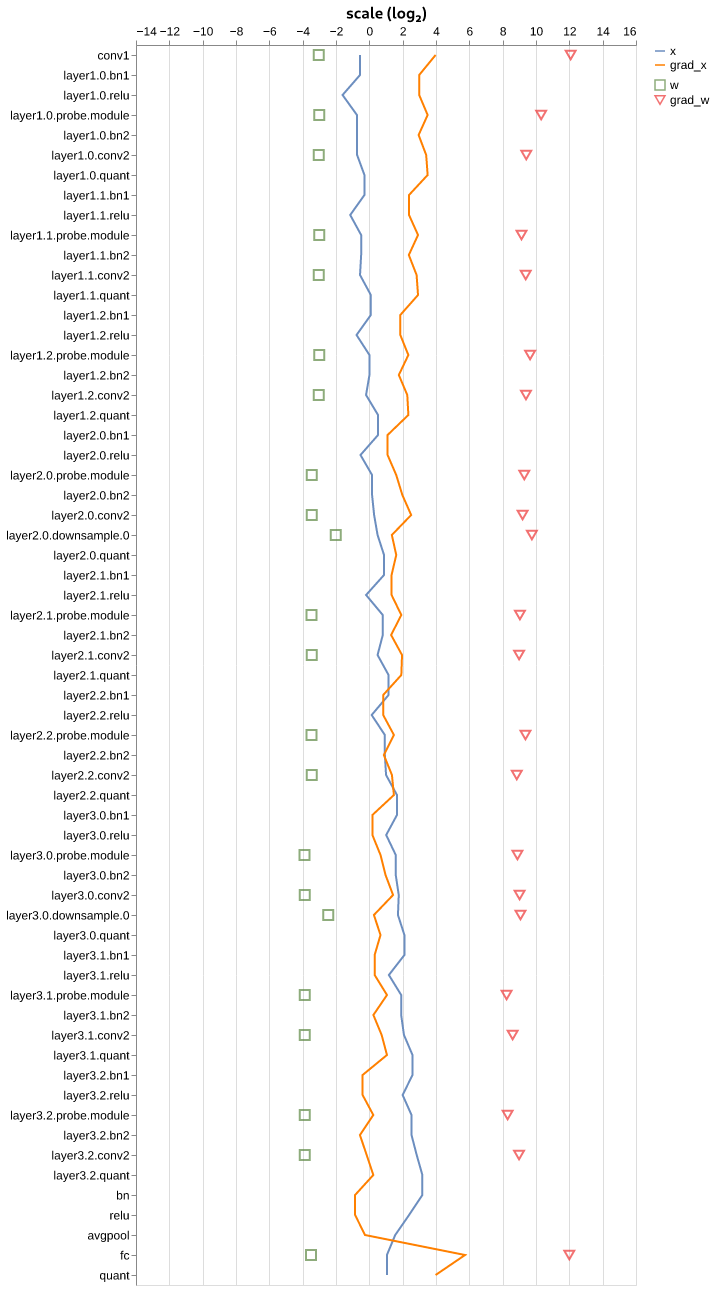 scale (log₂)
−14 −12 −10 −8 −6 −4 −2 0 2 4 6 8 10 12 14 16
x
grad_x
w
grad_w
conv1
layer1.0.bn1
layer1.0.relu
layer1.0.probe.module
layer1.0.bn2
layer1.0.conv2
layer1.0.quant
layer1.1.bn1
layer1.1.relu
layer1.1.probe.module
layer1.1.bn2
layer1.1.conv2
layer1.1.quant
layer1.2.bn1
layer1.2.relu
layer1.2.probe.module
layer1.2.bn2
layer1.2.conv2
layer1.2.quant
layer2.0.bn1
layer2.0.relu
layer2.0.probe.module
layer2.0.bn2
layer2.0.conv2
layer2.0.downsample.0
layer2.0.quant
layer2.1.bn1
layer2.1.relu
layer2.1.probe.module
layer2.1.bn2
layer2.1.conv2
layer2.1.quant
layer2.2.bn1
layer2.2.relu
layer2.2.probe.module
layer2.2.bn2
layer2.2.conv2
layer2.2.quant
layer3.0.bn1
layer3.0.relu
layer3.0.probe.module
layer3.0.bn2
layer3.0.conv2
layer3.0.downsample.0
layer3.0.quant
layer3.1.bn1
layer3.1.relu
layer3.1.probe.module
layer3.1.bn2
layer3.1.conv2
layer3.1.quant
layer3.2.bn1
layer3.2.relu
layer3.2.probe.module
layer3.2.bn2
layer3.2.conv2
layer3.2.quant
bn
relu
avgpool
fc
quant